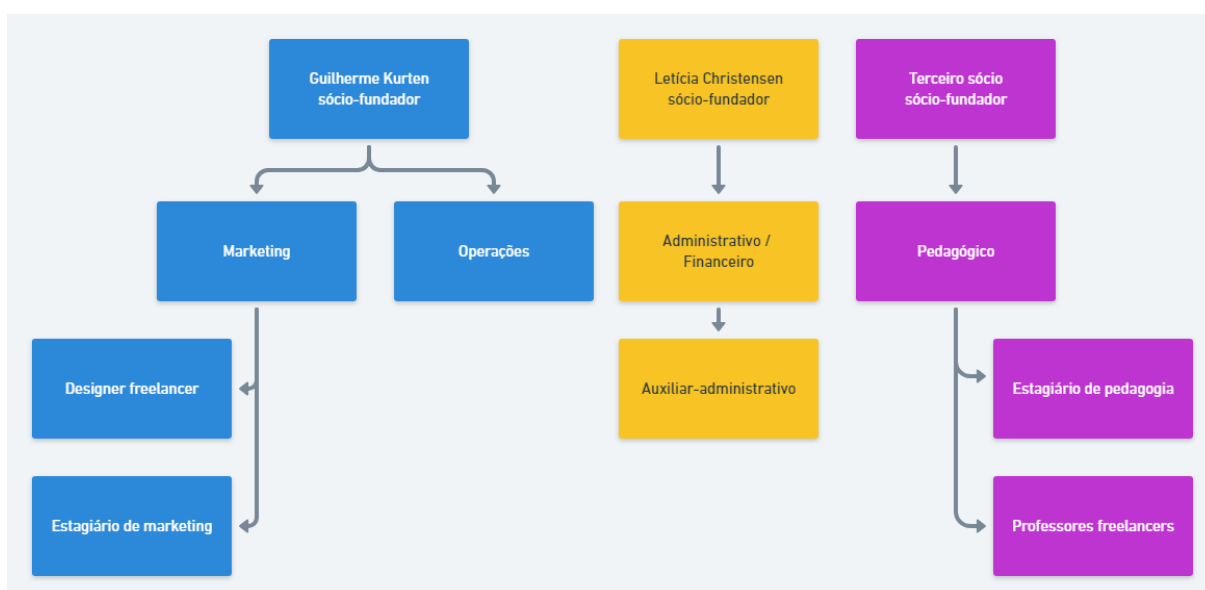 Guilherme Kurten
sócio-fundador
Letícia Christensen
sócio-fundador
Terceiro sócio
sócio-fundador
Marketing
Operações
Administrativo /
Financeiro
Pedagógico
Designer freelancer
Auxiliar-administrativo
Estagiário de pedagogia
Estagiário de marketing
Professores freelancers